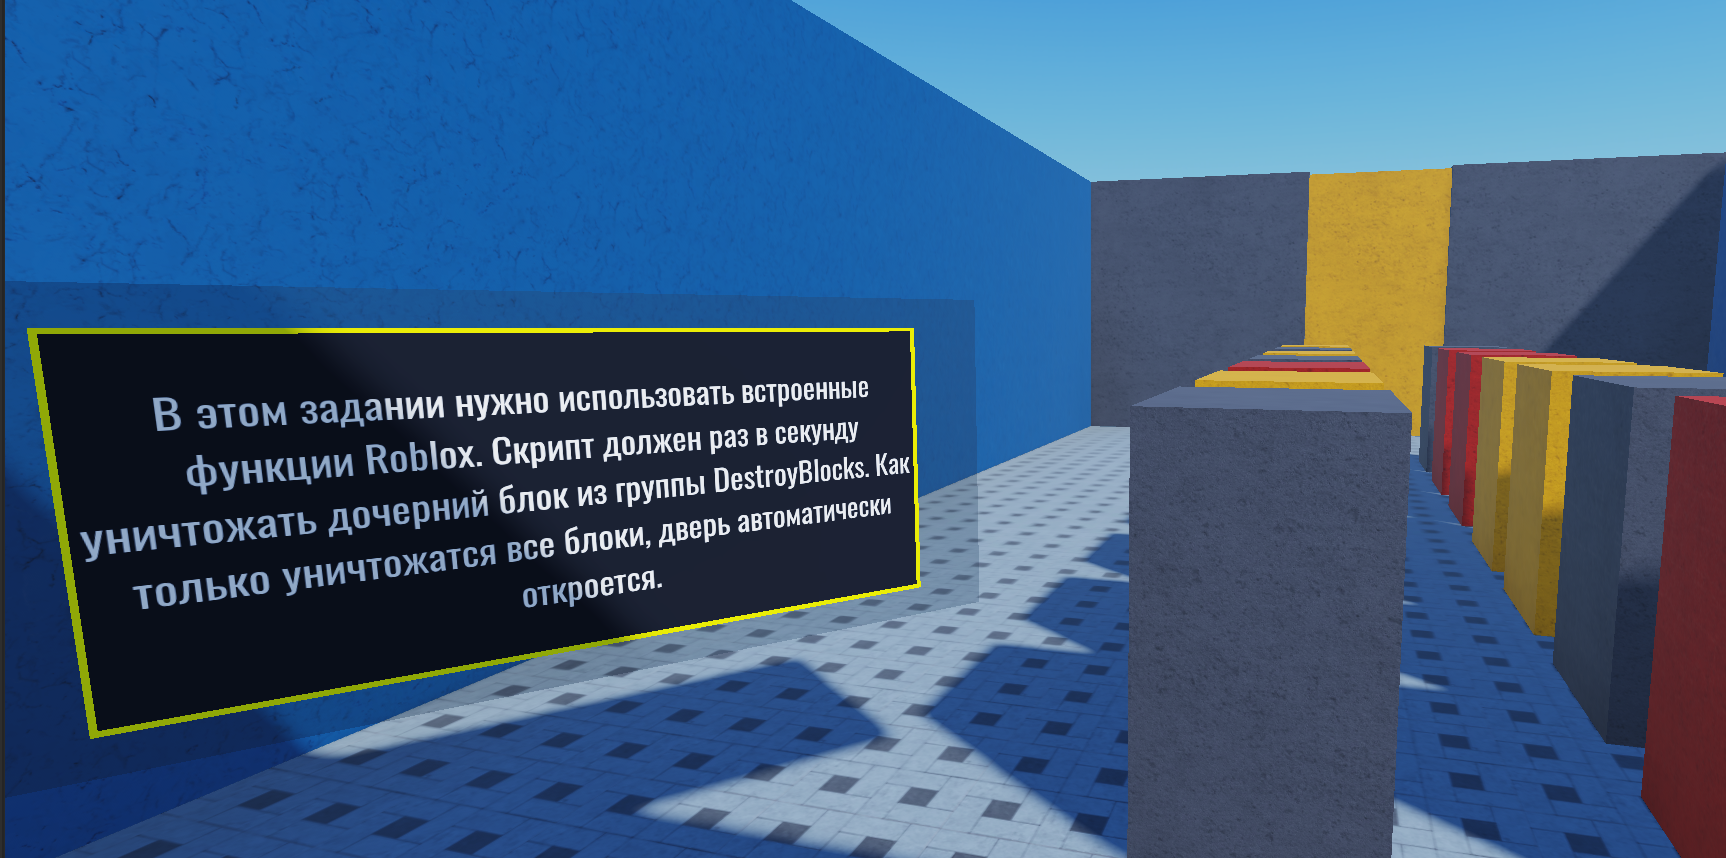 В этом задании нужно использовать встроенные
функции Roblox. Скрипт должен раз в секунду
уничтожать дочерний блок из группы DestroyBlocks. Как
только уничтожатся все блоки, дверь автоматически
откроется.